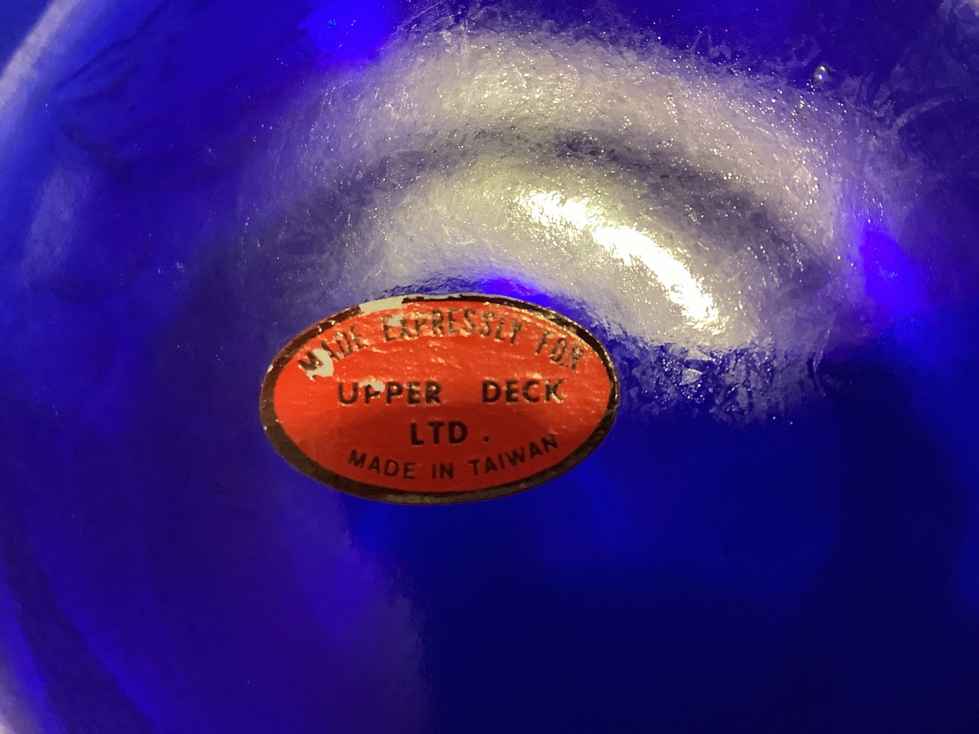 MADE EXPRESSLY FOR
UPPER DECK
LTD.
MADE IN TAIWAN